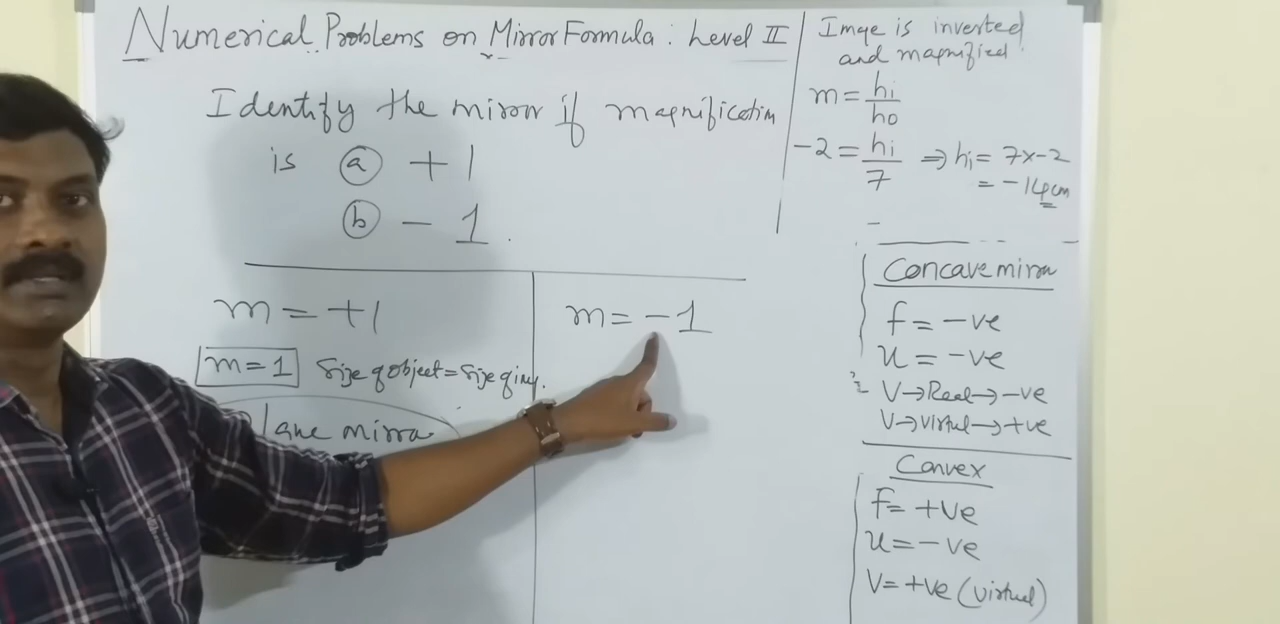 Numerical Problems on Mirror Formula : Level II
Identify the mirror if magnification
is (a) +1
(b) - 1.
m = +1
m=1 Size of object = Size of img.
lane mirror
m = -1
Image is inverted
and magnified.
m = hi/ho
-2 = hi/7 ⇒ hi = 7x-2
= -14cm
Concave mirror
f = -ve
u = -ve
V→Real→ -ve
V→Virtual→ +ve
Convex
f = +ve
u = -ve
V = +ve (Virtual)